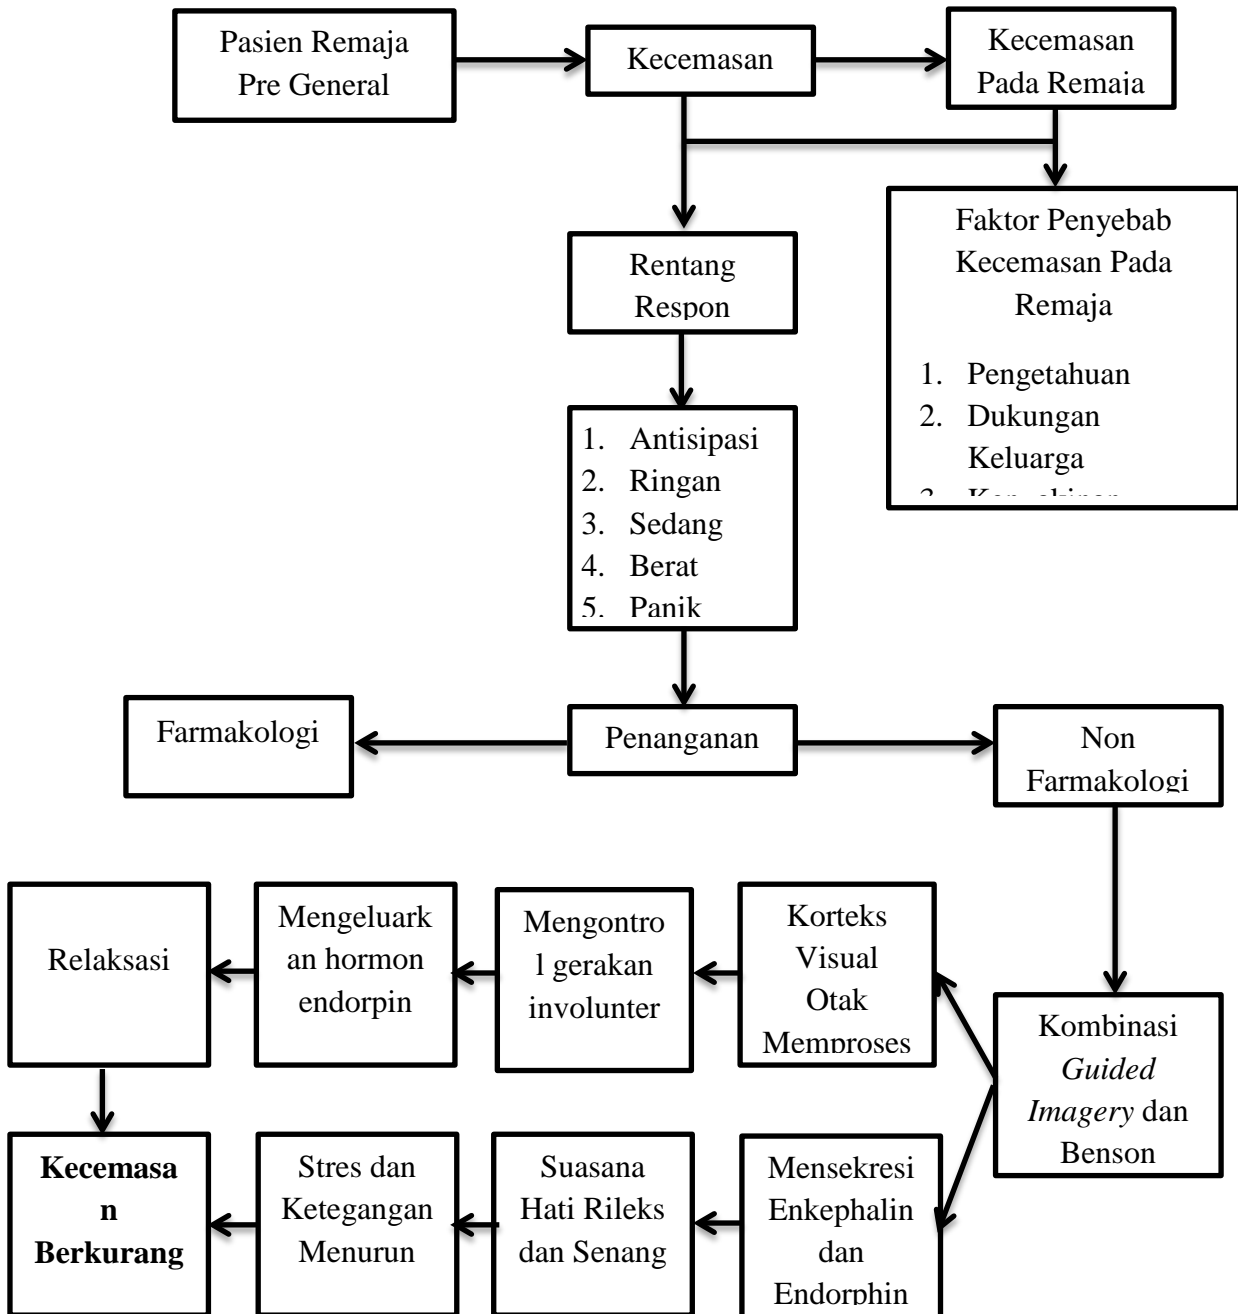 Pasien Remaja
Pre General
Kecemasan
Kecemasan
Pada Remaja
Rentang
Respon
Faktor Penyebab
Kecemasan Pada
Remaja
1. Pengetahuan
2. Dukungan
Keluarga
1. Antisipasi
2. Ringan
3. Sedang
4. Berat
5. Panik
Farmakologi
Penanganan
Non
Farmakologi
Relaksasi
Mengeluark
an hormon
endorpin
Mengontro
l gerakan
involunter
Korteks
Visual
Otak
Memproses
Kombinasi
Guided
Imagery dan
Benson
Kecemasa
n
Berkurang
Stres dan
Ketegangan
Menurun
Suasana
Hati Rileks
dan Senang
Mensekresi
Enkephalin
dan
Endorphin